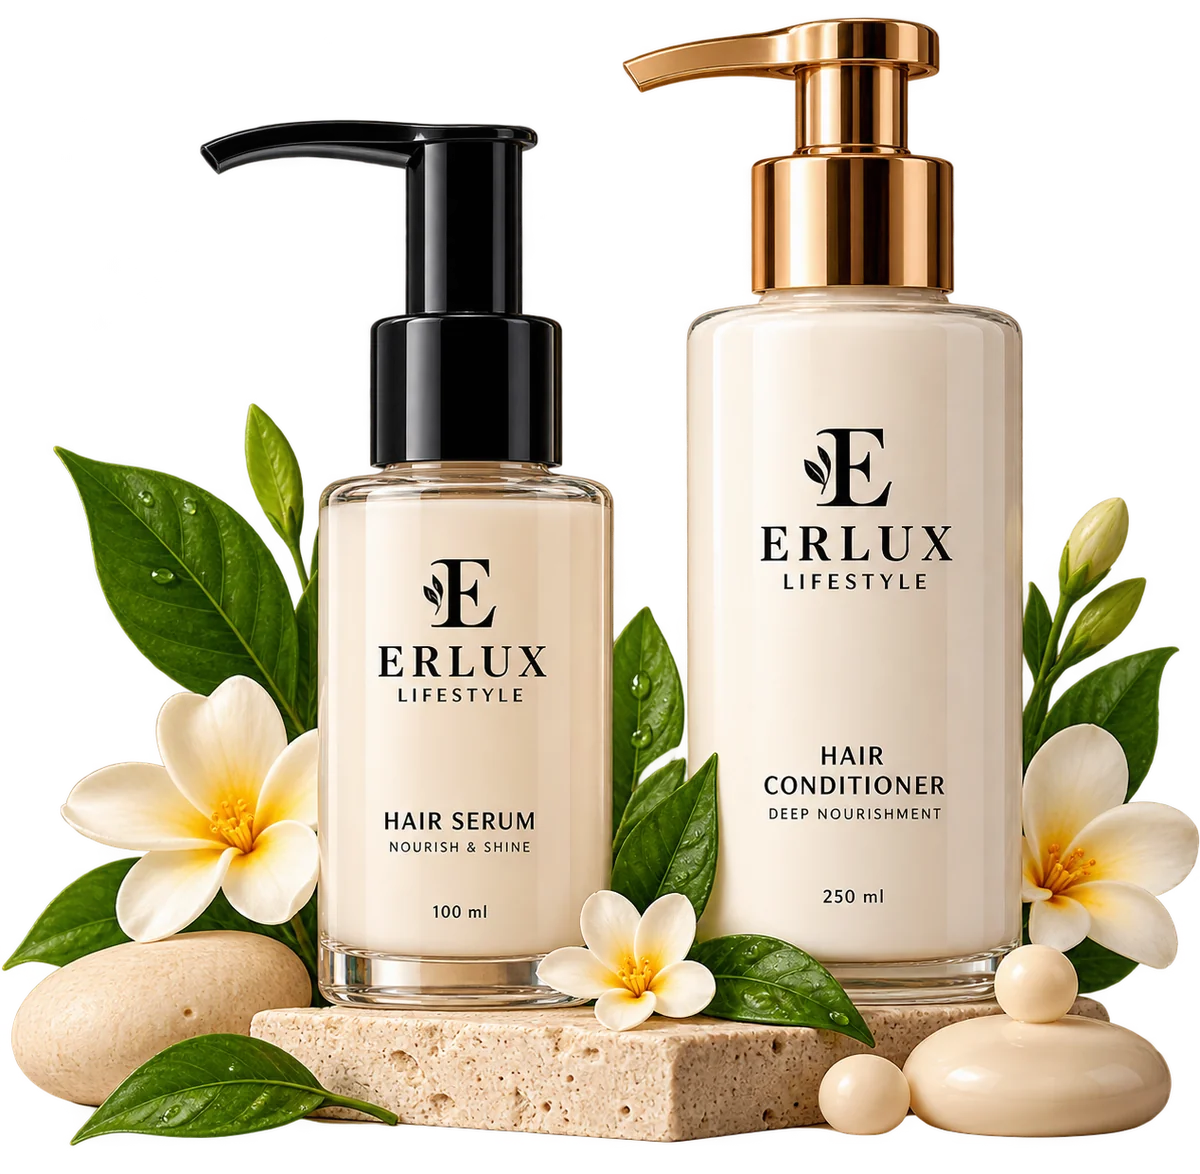 E
ERLUX
LIFESTYLE
HAIR SERUM
NOURISH & SHINE
100 ml
E
ERLUX
LIFESTYLE
HAIR
CONDITIONER
DEEP NOURISHMENT
250 ml